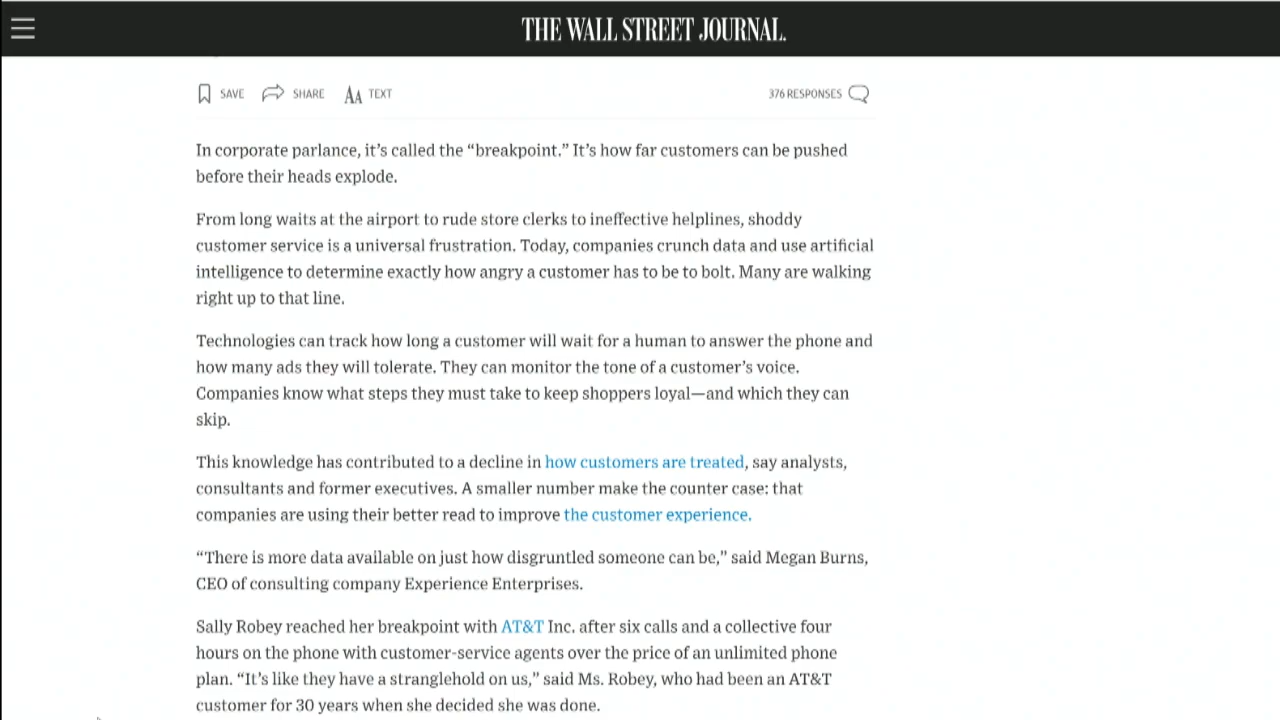 THE WALL STREET JOURNAL.
SAVE SHARE AA TEXT 376 RESPONSES
In corporate parlance, it’s called the “breakpoint.” It’s how far customers can be pushed
before their heads explode.
From long waits at the airport to rude store clerks to ineffective helplines, shoddy
customer service is a universal frustration. Today, companies crunch data and use artificial
intelligence to determine exactly how angry a customer has to be to bolt. Many are walking
right up to that line.
Technologies can track how long a customer will wait for a human to answer the phone and
how many ads they will tolerate. They can monitor the tone of a customer’s voice.
Companies know what steps they must take to keep shoppers loyal—and which they can
skip.
This knowledge has contributed to a decline in how customers are treated, say analysts,
consultants and former executives. A smaller number make the counter case: that
companies are using their better read to improve the customer experience.
“There is more data available on just how disgruntled someone can be,” said Megan Burns,
CEO of consulting company Experience Enterprises.
Sally Robey reached her breakpoint with AT&T Inc. after six calls and a collective four
hours on the phone with customer-service agents over the price of an unlimited phone
plan. “It’s like they have a stranglehold on us,” said Ms. Robey, who had been an AT&T
customer for 30 years when she decided she was done.